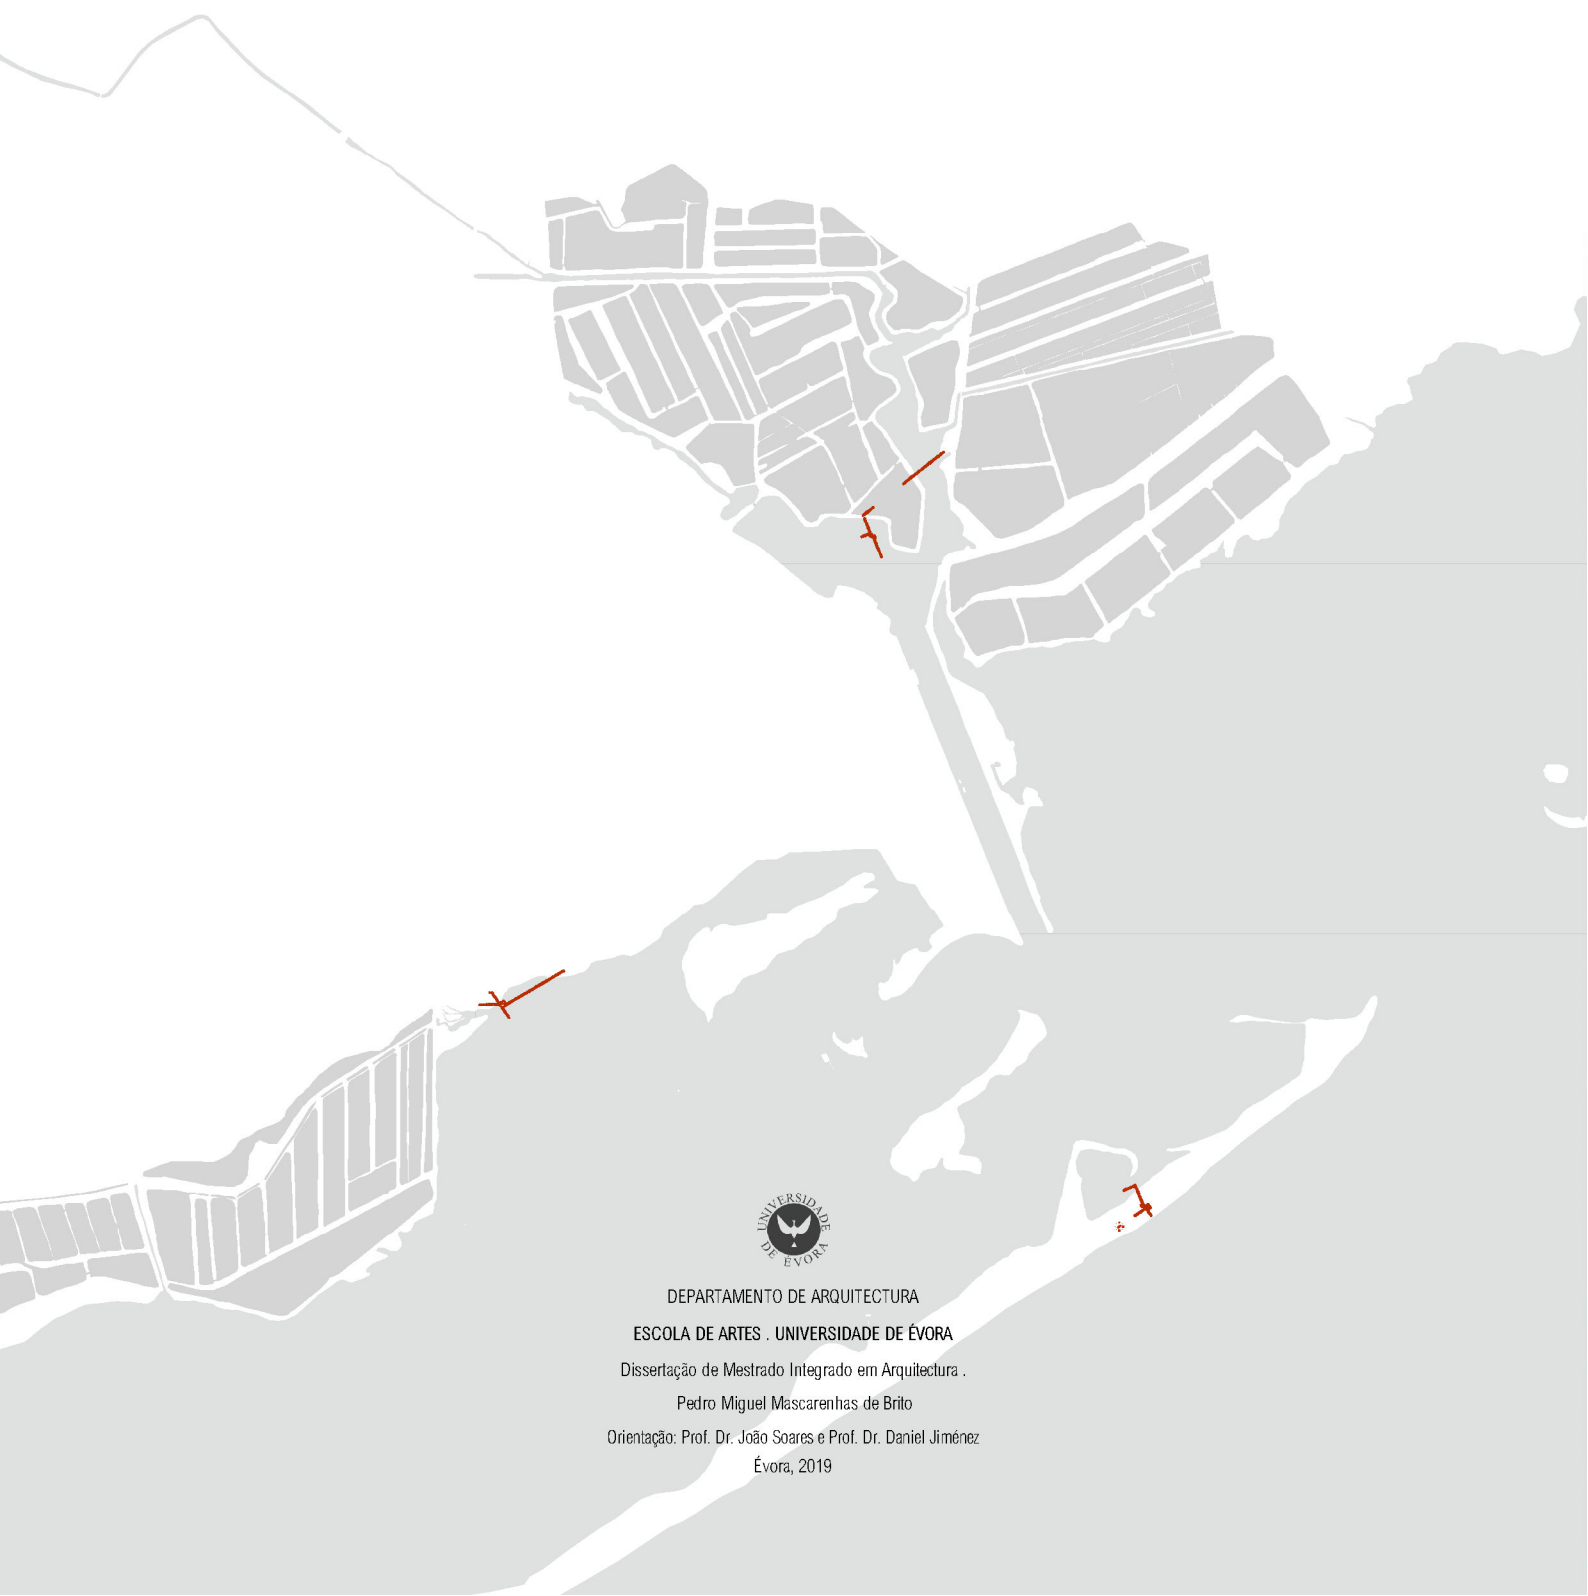 UNIVERSIDADE
DE ÉVORA
DEPARTAMENTO DE ARQUITECTURA
ESCOLA DE ARTES . UNIVERSIDADE DE ÉVORA
Dissertação de Mestrado Integrado em Arquitectura .
Pedro Miguel Mascarenhas de Brito
Orientação: Prof. Dr. João Soares e Prof. Dr. Daniel Jiménez
Évora, 2019